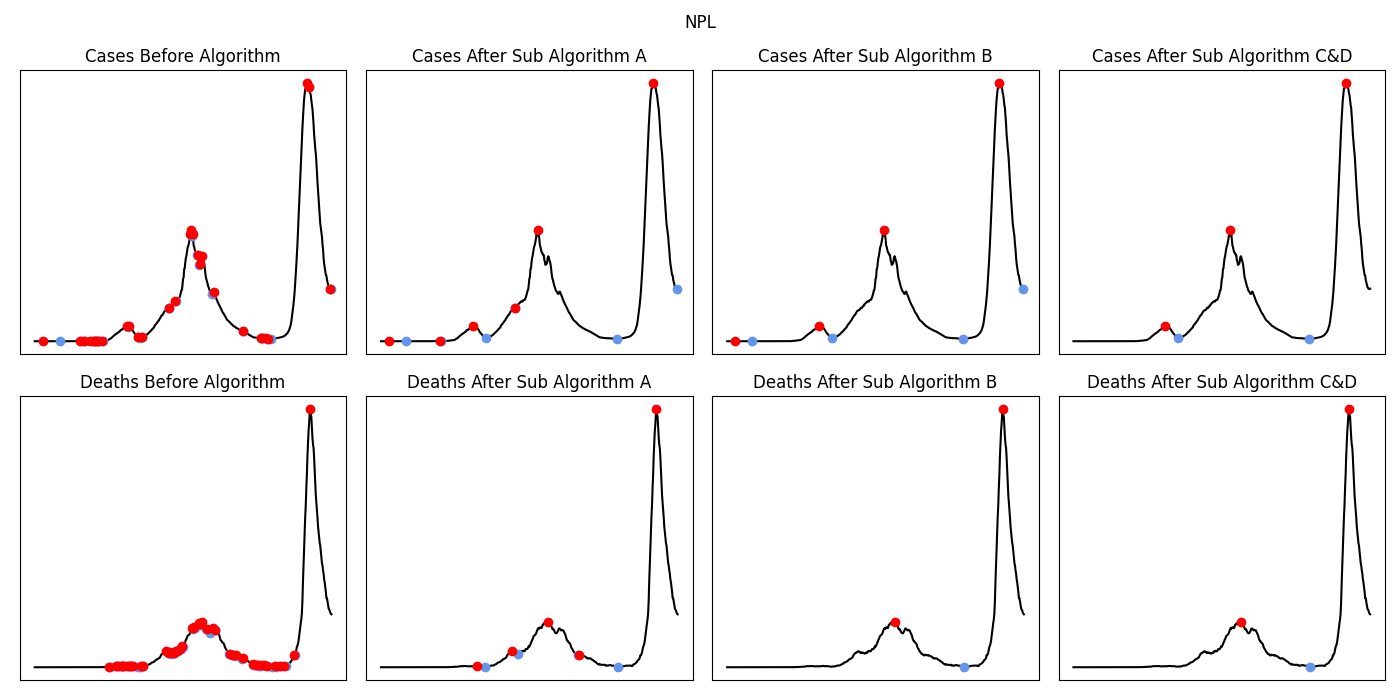 NPL
Cases Before Algorithm
Cases After Sub Algorithm A
Cases After Sub Algorithm B
Cases After Sub Algorithm C&D
Deaths Before Algorithm
Deaths After Sub Algorithm A
Deaths After Sub Algorithm B
Deaths After Sub Algorithm C&D